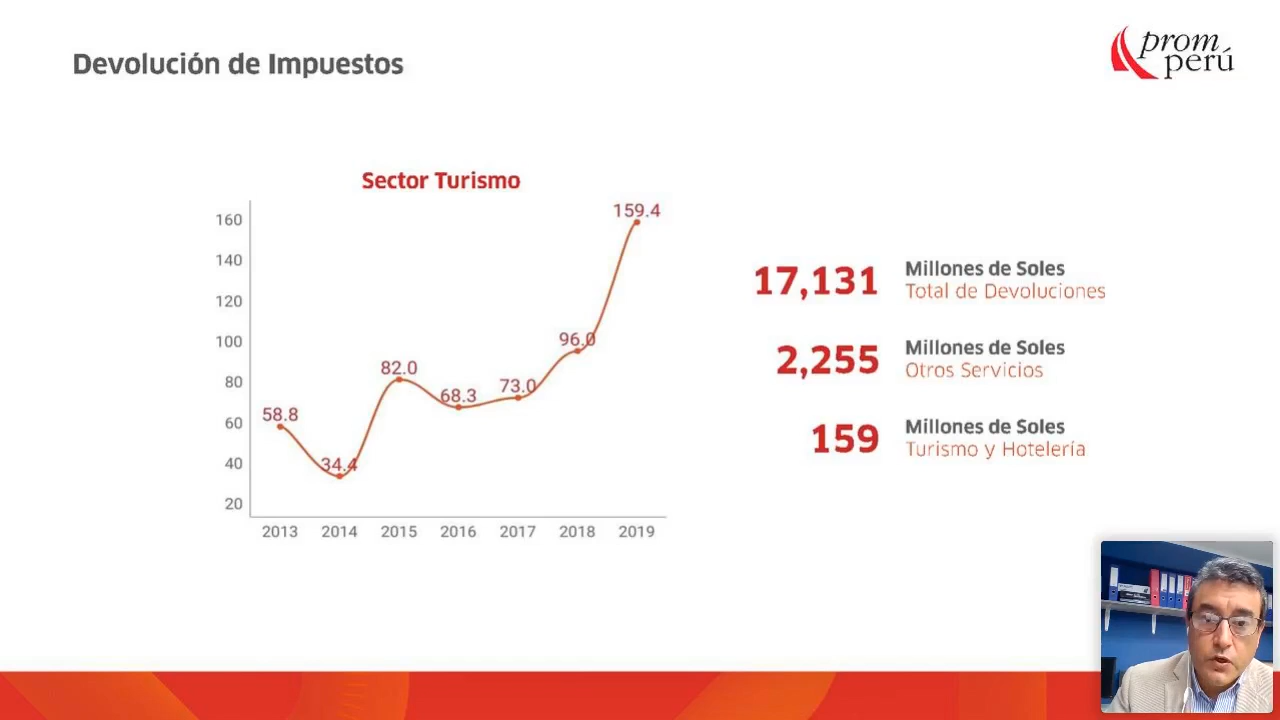 Devolución de Impuestos
prom
perú
Sector Turismo
160
140
120
100
80
60
40
20
58.8
34.4
82.0
68.3
73.0
96.0
159.4
2013 2014 2015 2016 2017 2018 2019
17,131 Millones de Soles
Total de Devoluciones
2,255 Millones de Soles
Otros Servicios
159 Millones de Soles
Turismo y Hotelería